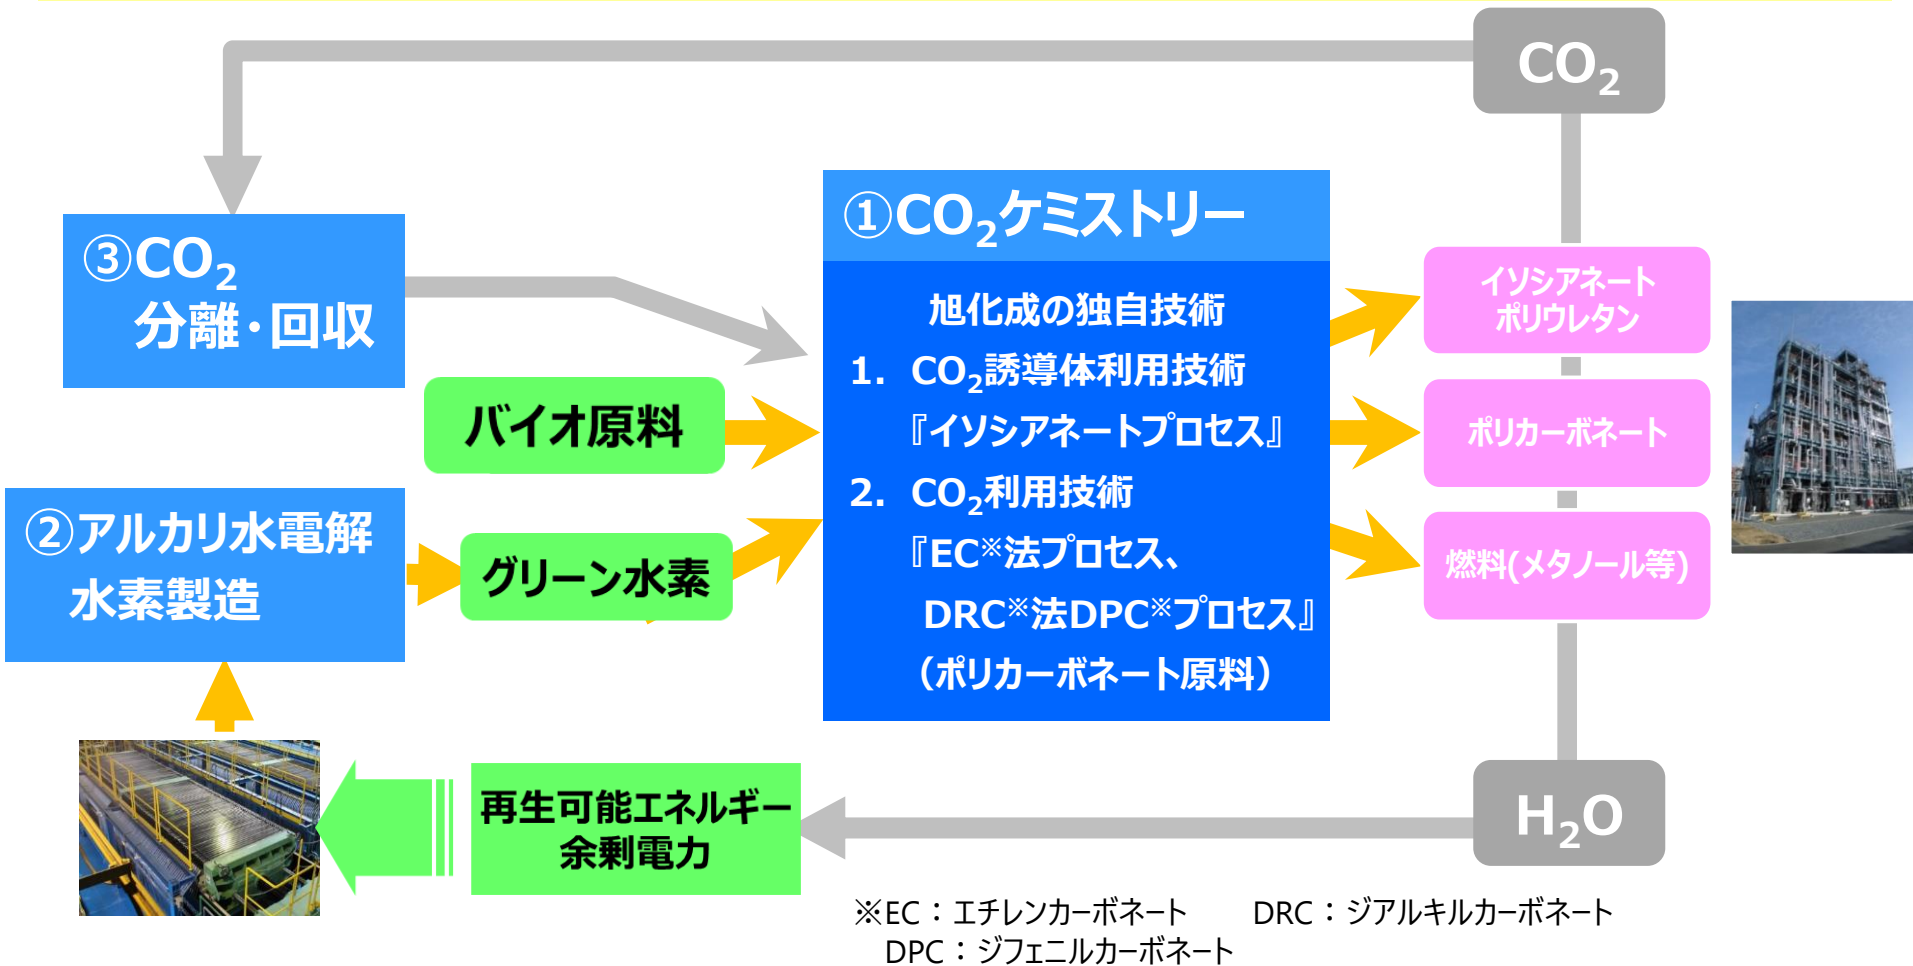 CO₂
③CO₂
分離・回収
①CO₂ケミストリー
旭化成の独自技術
1. CO₂誘導体利用技術
『イソシアネートプロセス』
2. CO₂利用技術
『EC※法プロセス、
DRC※法DPC※プロセス』
（ポリカーボネート原料）
イソシアネート
ポリウレタン
ポリカーボネート
燃料(メタノール等)
バイオ原料
②アルカリ水電解
水素製造
グリーン水素
再生可能エネルギー
余剰電力
H₂O
※EC：エチレンカーボネート DRC：ジアルキルカーボネート
DPC：ジフェニルカーボネート